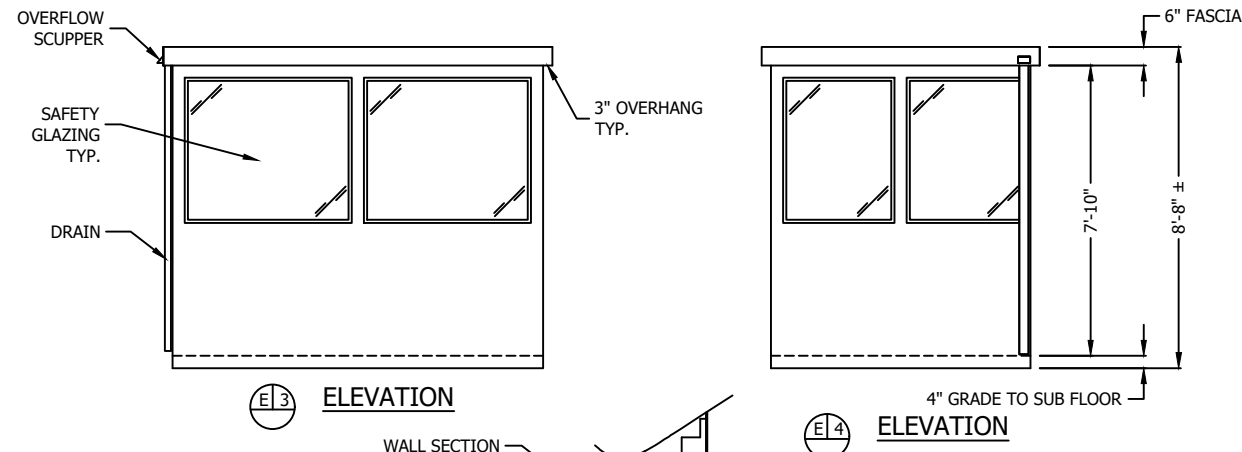 OVERFLOW
SCUPPER
6" FASCIA
SAFETY
GLAZING
TYP.
3" OVERHANG
TYP.
DRAIN
7'-10"
8'-8" ±
E 3
ELEVATION
4" GRADE TO SUB FLOOR
E 4
ELEVATION
WALL SECTION